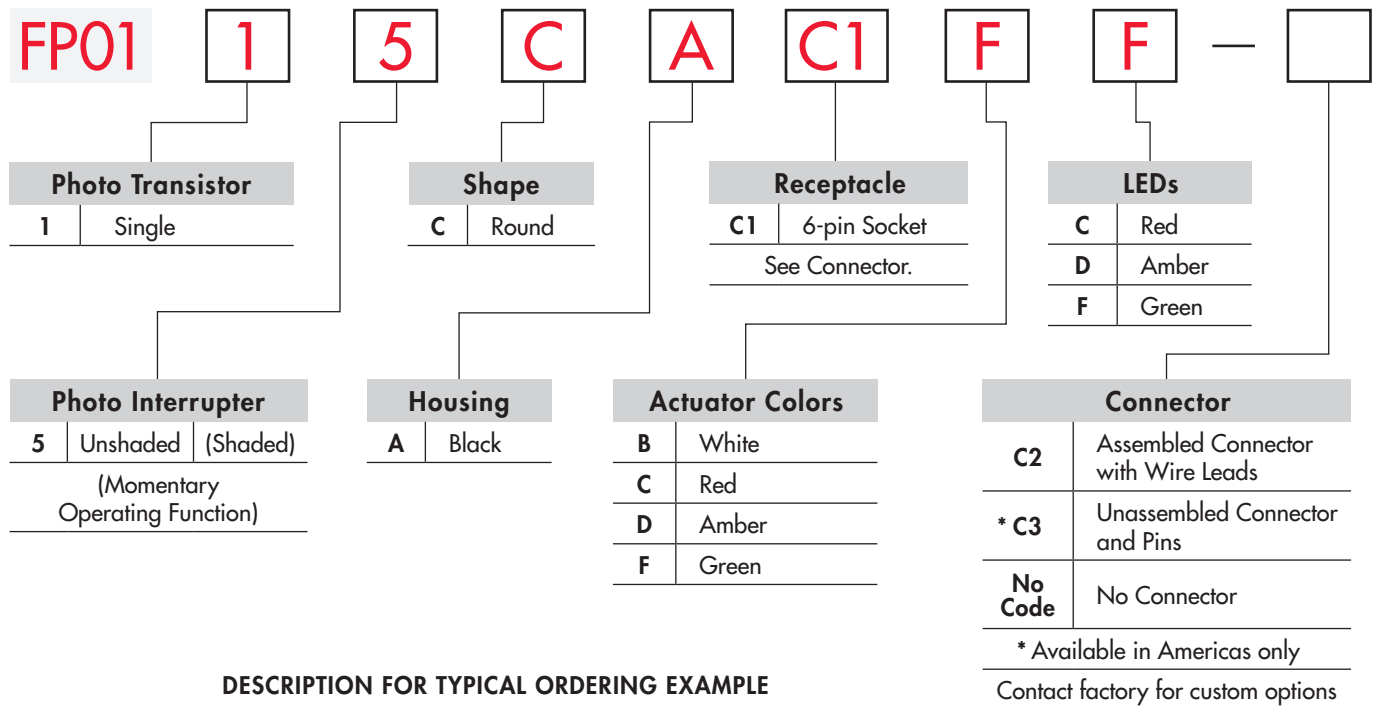 FP01 1 5 C A C1 F F —
Photo Transistor
1 Single
Shape
C Round
Receptacle
C1 6-pin Socket
See Connector.
LEDs
C Red
D Amber
F Green
Photo Interrupter
5 Unshaded (Shaded)
(Momentary
Operating Function)
Housing
A Black
Actuator Colors
B White
C Red
D Amber
F Green
Connector
C2 Assembled Connector
with Wire Leads
* C3 Unassembled Connector
and Pins
No
Code No Connector
* Available in Americas only
Contact factory for custom options
DESCRIPTION FOR TYPICAL ORDERING EXAMPLE